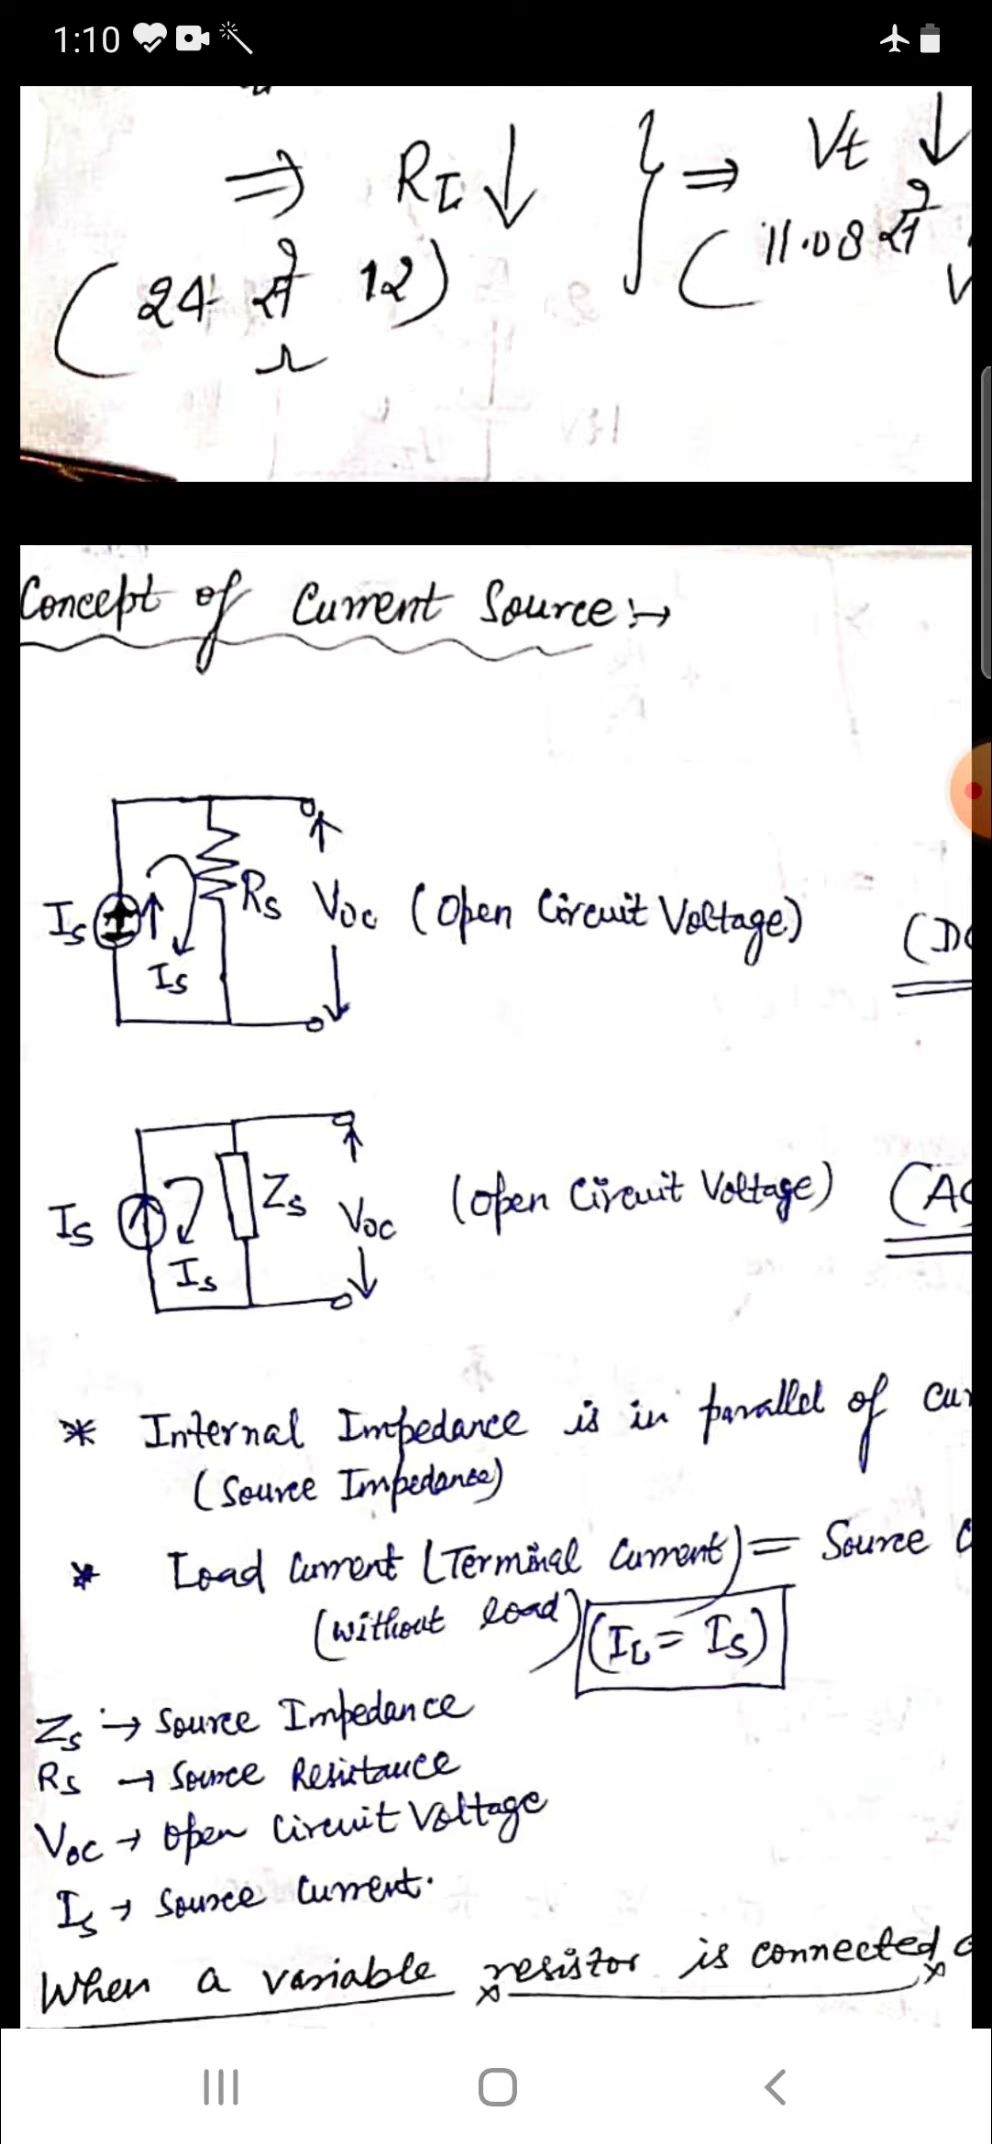 1:10
⇒ RL ↓ } ⇒ Vt ↓
(24 से 12) (11.08 से
Concept of Current Source :→
Is Is Rs Voc (Open Circuit Voltage) (DC
Is Is Zs Voc (Open Circuit Voltage) (AC
* Internal Impedance is in parallel of
(Source Impedance)
* Load Current (Terminal Current) = Source
(without load) (IL = Is)
Zs → Source Impedance
Rs → Source Resistance
Voc → Open Circuit Voltage
Is → Source Current.
When a variable resistor is connected